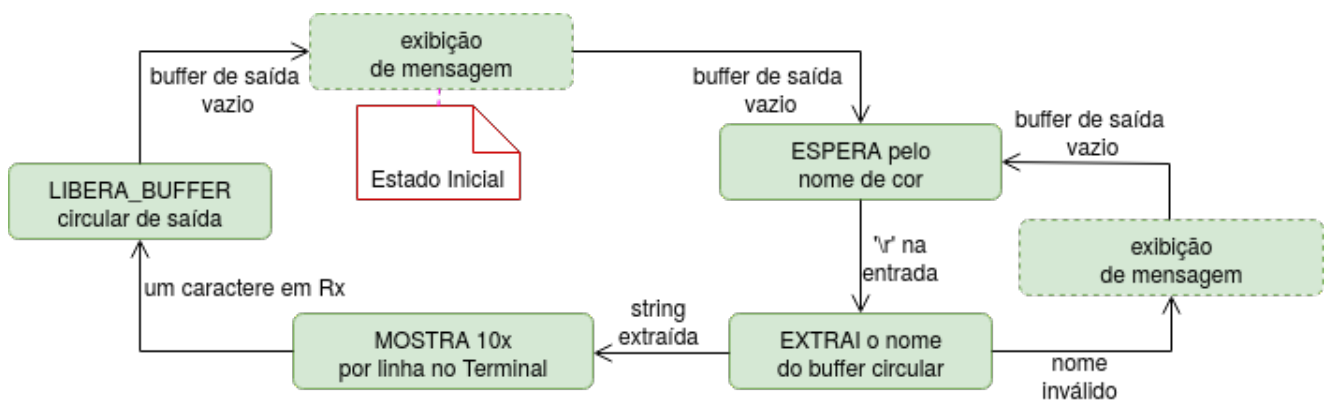 exibição
de mensagem
buffer de saída
vazio
buffer de saída
vazio
Estado Inicial
ESPERA pelo
nome de cor
buffer de saída
vazio
LIBERA_BUFFER
circular de saída
'\r' na
entrada
exibição
de mensagem
um caractere em Rx
string
extraída
MOSTRA 10x
por linha no Terminal
EXTRAI o nome
do buffer circular
nome
inválido